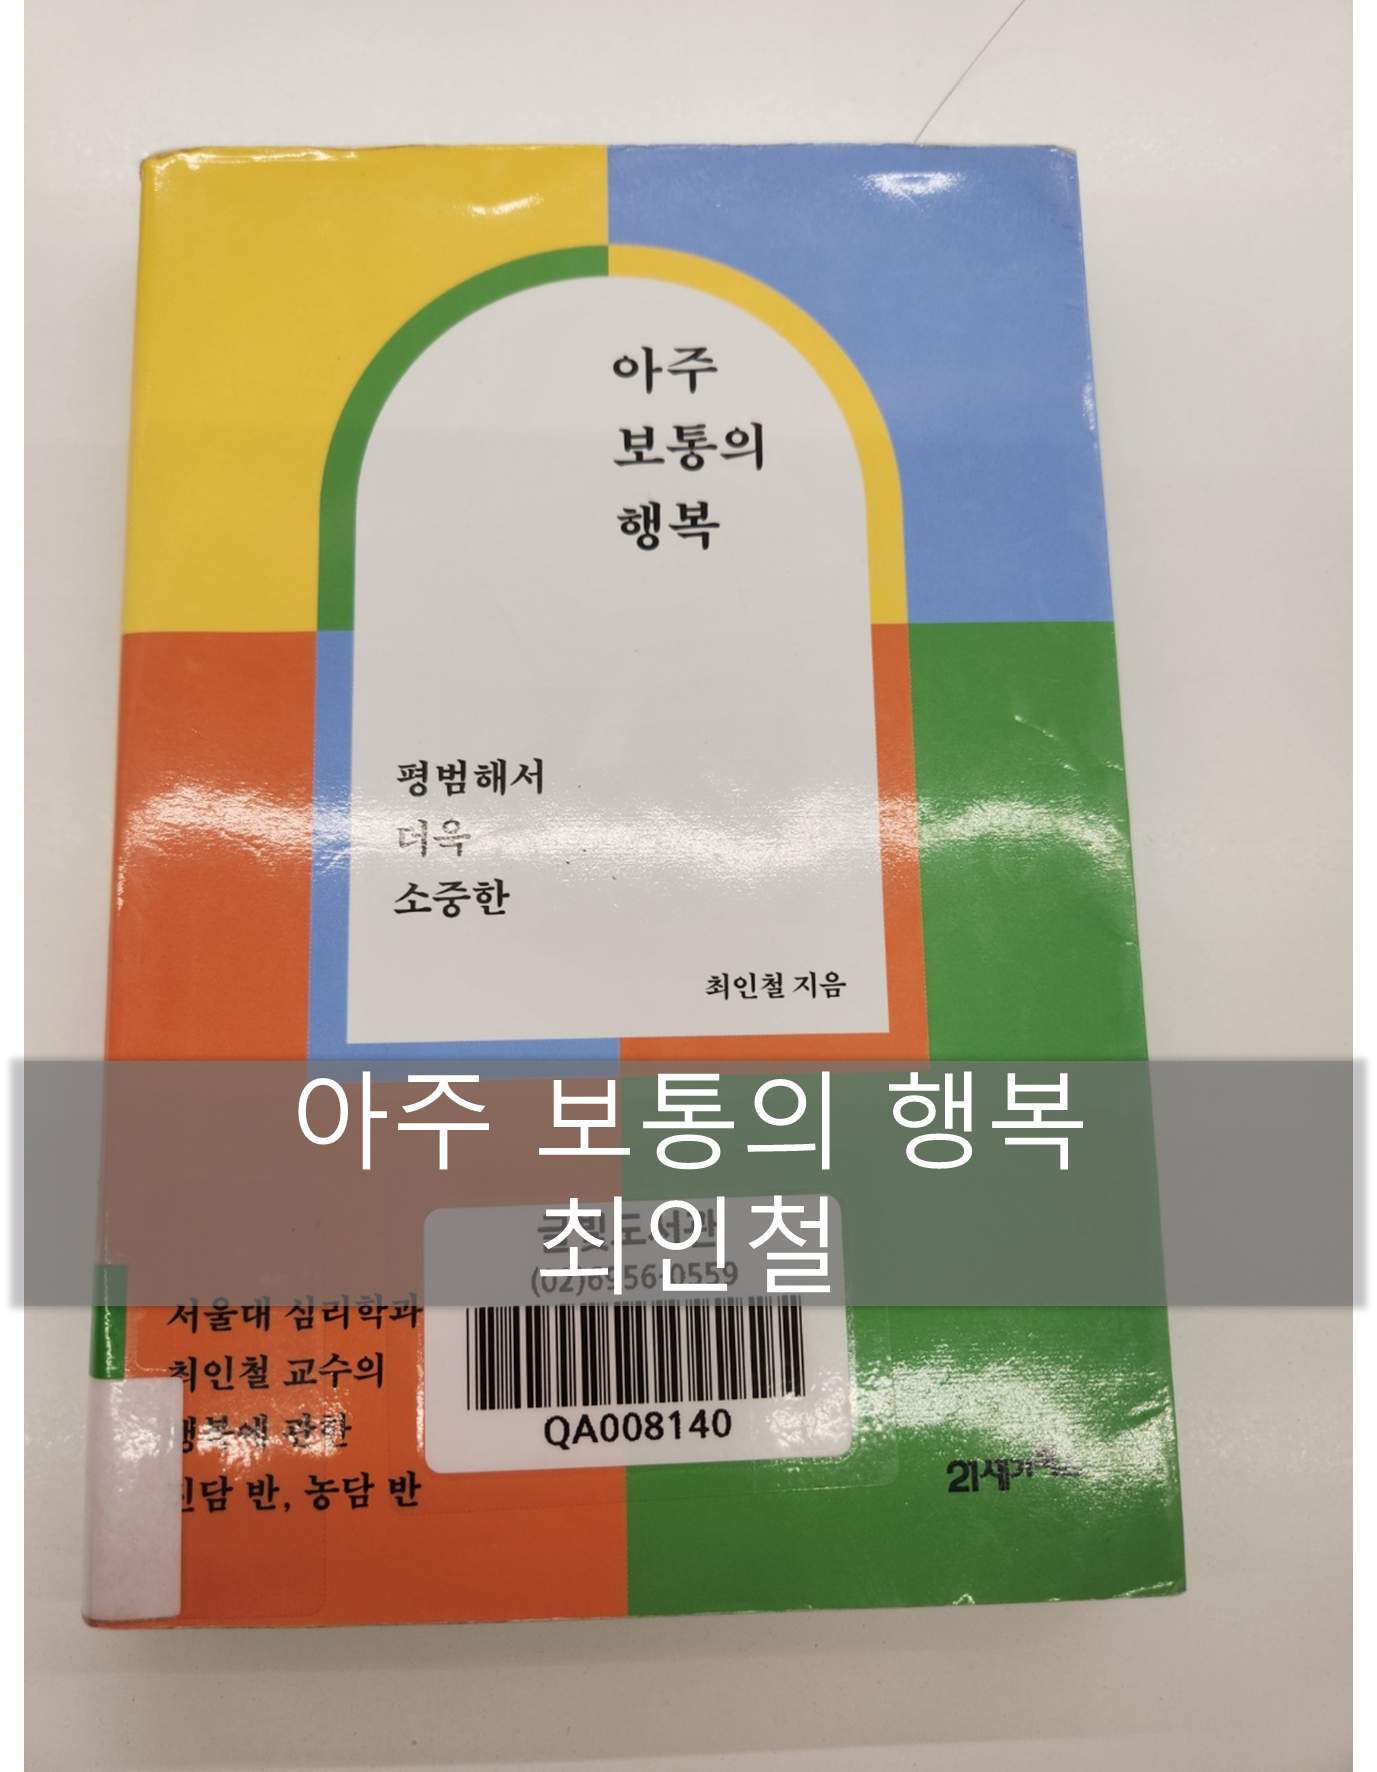 아주
보통의
행복
평범해서
더욱
소중한
최인철 지음
아주 보통의 행복
최인철
(02)6956-0559
서울대 심리학과
최인철 교수의
행복에 관한
진담 반, 농담 반
QA008140
21세기북스